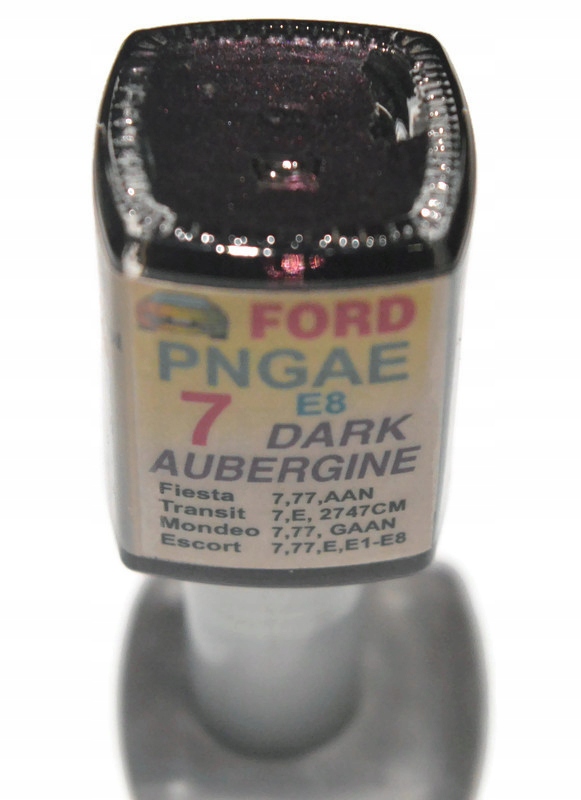 FORD
PNGAE
7 E8
DARK
AUBERGINE
Fiesta 7,77,AAN
Transit 7,E, 2747CM
Mondeo 7,77, GAAN
Escort 7,77,E,E1-E8